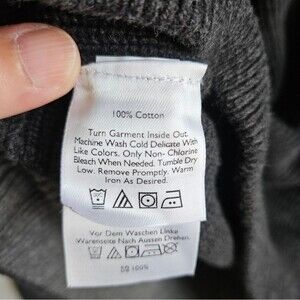 100% Cotton
Turn Garment Inside Out
Machine Wash Cold Delicate With
Like Colors. Only Non- Chlorine
Bleach When Needed. Tumble Dry
Low. Remove Promptly. Warm
Iron As Desired.
Vor Dem Waschen Linke
Warenseite Nach Aussen Drehen.
100%